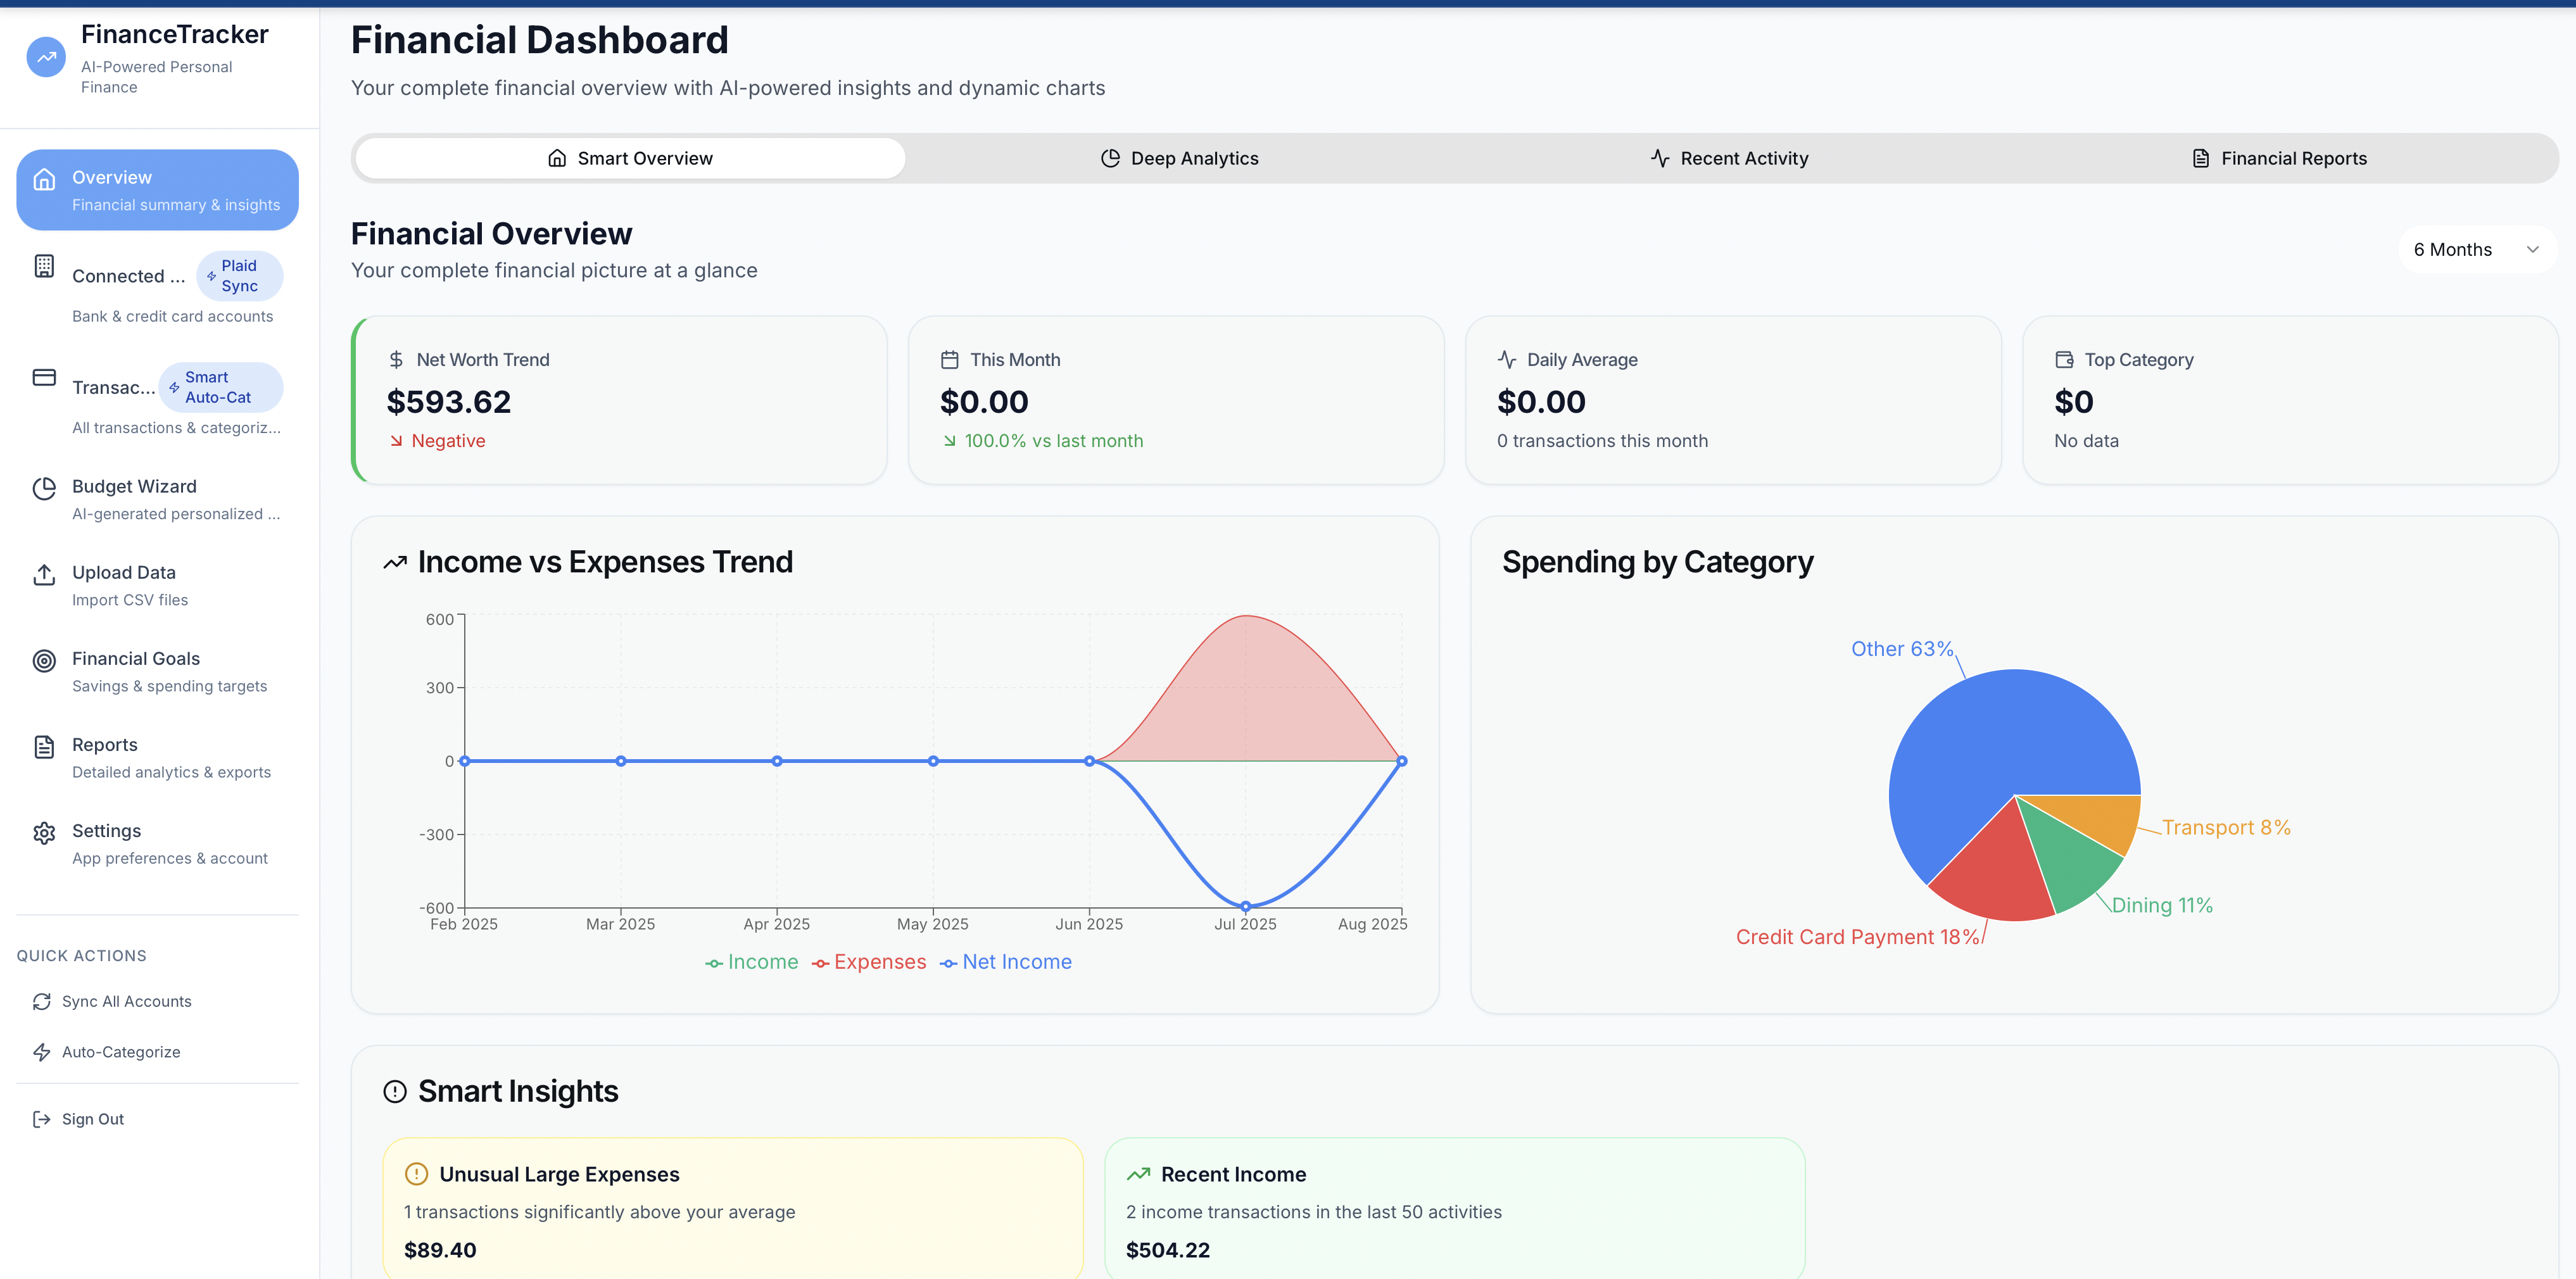 FinanceTracker
AI-Powered Personal
Finance
Overview
Financial summary & insights
Connected ...
Plaid
Sync
Bank & credit card accounts
Transac...
Smart
Auto-Cat
All transactions & categoriz...
Budget Wizard
AI-generated personalized ...
Upload Data
Import CSV files
Financial Goals
Savings & spending targets
Reports
Detailed analytics & exports
Settings
App preferences & account
QUICK ACTIONS
Sync All Accounts
Auto-Categorize
Sign Out
Financial Dashboard
Your complete financial overview with AI-powered insights and dynamic charts
Smart Overview
Deep Analytics
Recent Activity
Financial Reports
Financial Overview
Your complete financial picture at a glance
6 Months
Net Worth Trend
$593.62
Negative
This Month
$0.00
100.0% vs last month
Daily Average
$0.00
0 transactions this month
Top Category
$0
No data
Income vs Expenses Trend
600
300
0
-300
-600
Feb 2025
Mar 2025
Apr 2025
May 2025
Jun 2025
Jul 2025
Aug 2025
Income
Expenses
Net Income
Spending by Category
Other 63%
Transport 8%
Dining 11%
Credit Card Payment 18%
Smart Insights
Unusual Large Expenses
1 transactions significantly above your average
$89.40
Recent Income
2 income transactions in the last 50 activities
$504.22